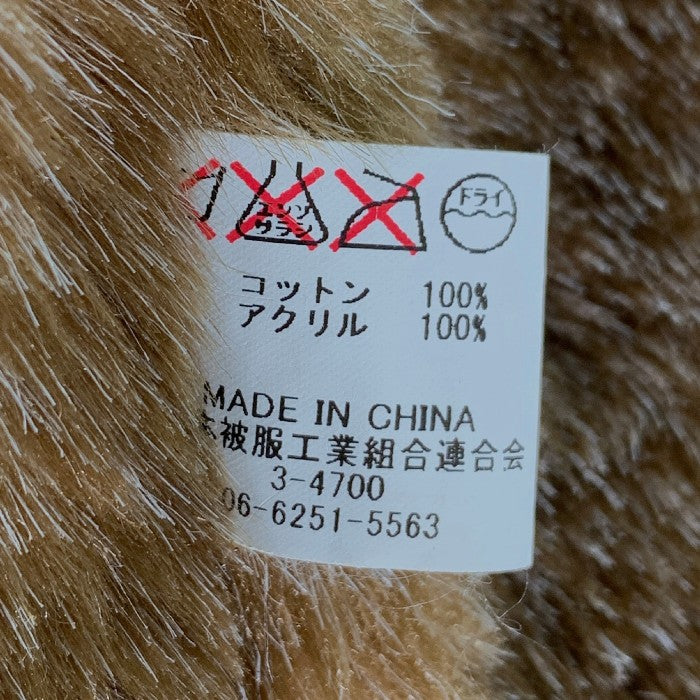 エンソ
サラシ
ドライ
コットン 100%
アクリル 100%
MADE IN CHINA
被服工業組合連合会
3-4700
06-6251-5563